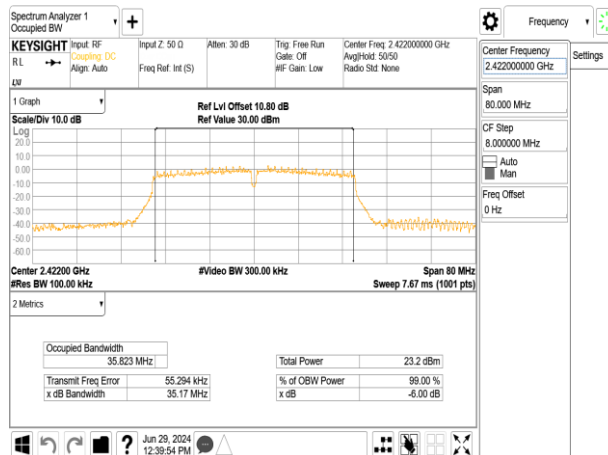 Spectrum Analyzer 1
Occupied BW
Frequency
KEYSIGHT
Input: RF
Coupling: DC
Align: Auto
Input Z: 50 Ω
Freq Ref: Int (S)
Atten: 30 dB
Trig: Free Run
Gate: Off
#IF Gain: Low
Center Freq: 2.422000000 GHz
Avg|Hold: 50/50
Radio Std: None
RL
LXI
1 Graph
Scale/Div 10.0 dB
Ref Lvl Offset 10.80 dB
Ref Value 30.00 dBm
Log
20.0
10.0
0.00
-10.0
-20.0
-30.0
-40.0
-50.0
-60.0
Center 2.42200 GHz
#Res BW 100.00 kHz
#Video BW 300.00 kHz
Span 80 MHz
Sweep 7.67 ms (1001 pts)
2 Metrics
Occupied Bandwidth
35.823 MHz
Transmit Freq Error 55.294 kHz
x dB Bandwidth 35.17 MHz
Total Power 23.2 dBm
% of OBW Power 99.00 %
x dB -6.00 dB
Center Frequency
2.422000000 GHz
Settings
Span
80.000 MHz
CF Step
8.000000 MHz
Auto
Man
Freq Offset
0 Hz
?
Jun 29, 2024
12:39:54 PM